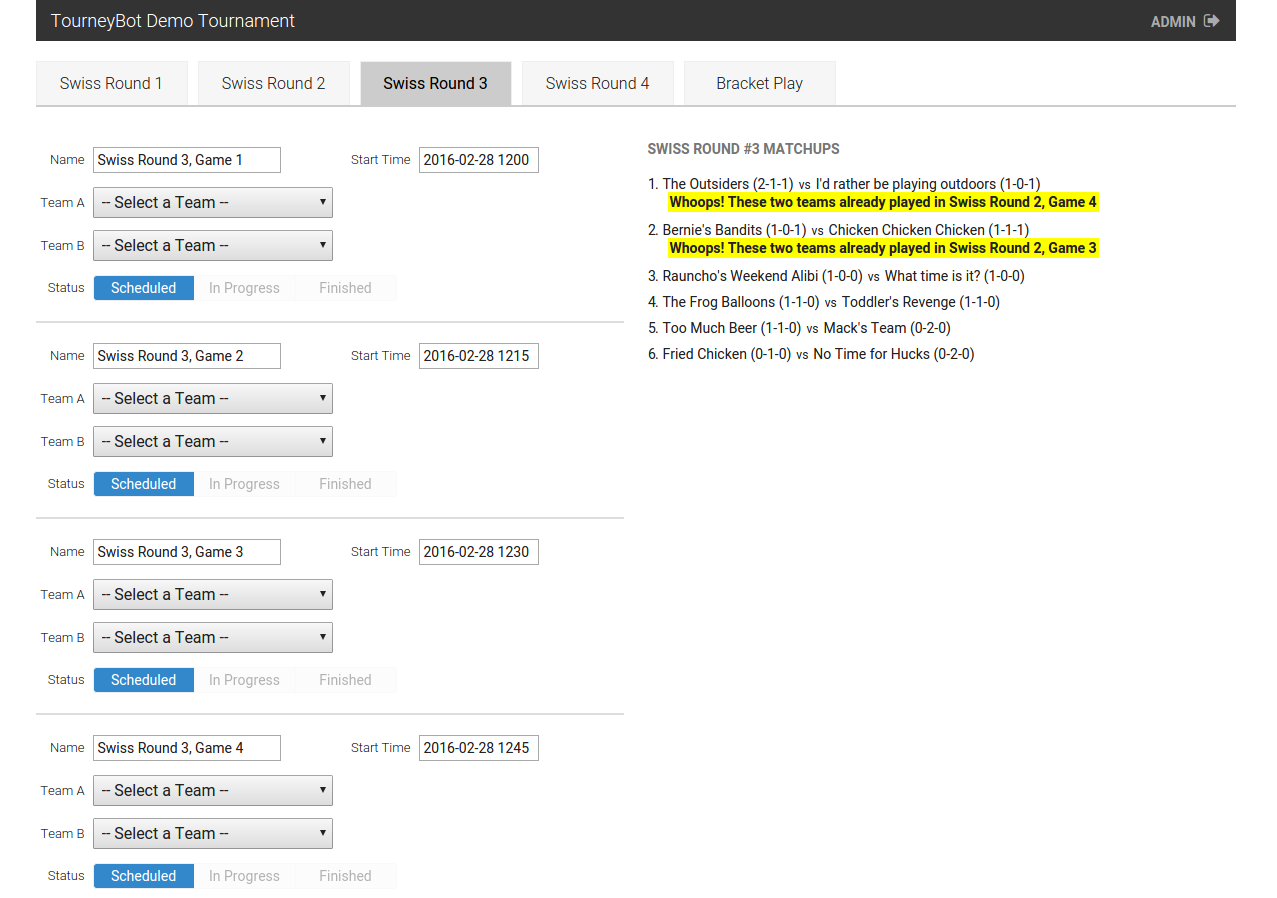 TourneyBot Demo Tournament
ADMIN
Swiss Round 1
Swiss Round 2
Swiss Round 3
Swiss Round 4
Bracket Play
Name Swiss Round 3, Game 1 Start Time 2016-02-28 1200
Team A -- Select a Team --
Team B -- Select a Team --
Status Scheduled In Progress Finished
Name Swiss Round 3, Game 2 Start Time 2016-02-28 1215
Team A -- Select a Team --
Team B -- Select a Team --
Status Scheduled In Progress Finished
Name Swiss Round 3, Game 3 Start Time 2016-02-28 1230
Team A -- Select a Team --
Team B -- Select a Team --
Status Scheduled In Progress Finished
Name Swiss Round 3, Game 4 Start Time 2016-02-28 1245
Team A -- Select a Team --
Team B -- Select a Team --
Status Scheduled In Progress Finished
SWISS ROUND #3 MATCHUPS
1. The Outsiders (2-1-1) vs I'd rather be playing outdoors (1-0-1)
Whoops! These two teams already played in Swiss Round 2, Game 4
2. Bernie's Bandits (1-0-1) vs Chicken Chicken Chicken (1-1-1)
Whoops! These two teams already played in Swiss Round 2, Game 3
3. Rauncho's Weekend Alibi (1-0-0) vs What time is it? (1-0-0)
4. The Frog Balloons (1-1-0) vs Toddler's Revenge (1-1-0)
5. Too Much Beer (1-1-0) vs Mack's Team (0-2-0)
6. Fried Chicken (0-1-0) vs No Time for Hucks (0-2-0)